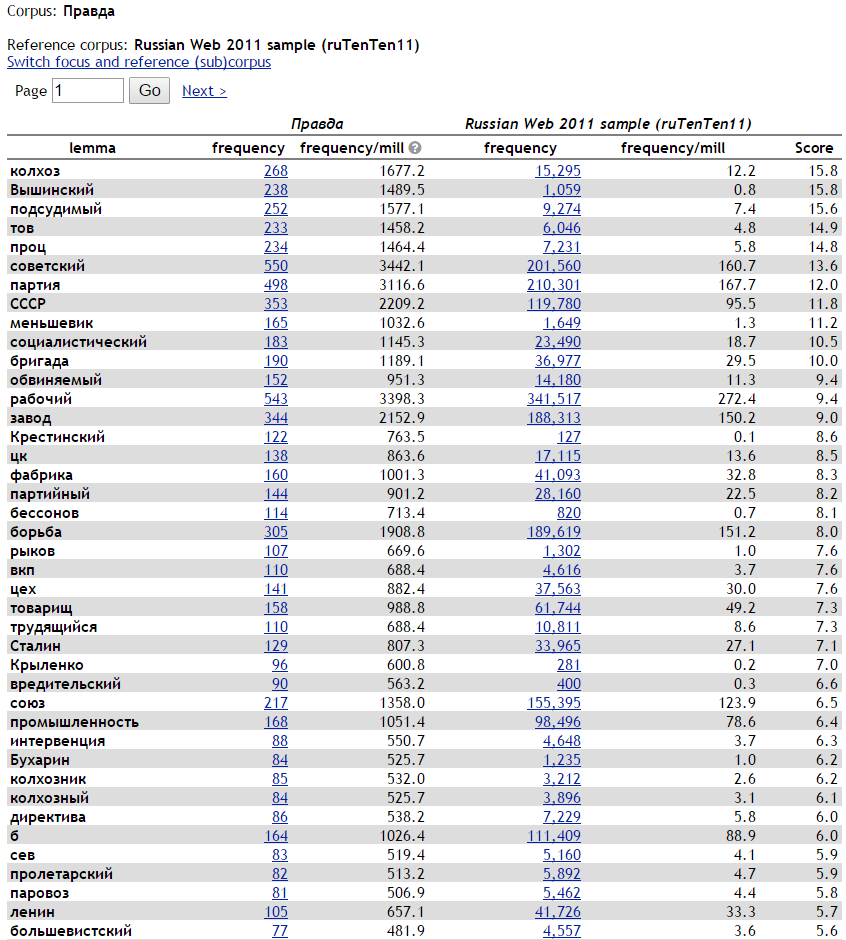 Corpus: Правда
Reference corpus: Russian Web 2011 sample (ruTenTen11)
Switch focus and reference (sub)corpus
Page 1 Go Next >
Правда Russian Web 2011 sample (ruTenTen11)
lemma frequency frequency/mill ? frequency frequency/mill Score
колхоз 268 1677.2 15,295 12.2 15.8
Вышинский 238 1489.5 1,059 0.8 15.8
подсудимый 252 1577.1 9,274 7.4 15.6
тов 233 1458.2 6,046 4.8 14.9
проц 234 1464.4 7,231 5.8 14.8
советский 550 3442.1 201,560 160.7 13.6
партия 498 3116.6 210,301 167.7 12.0
СССР 353 2209.2 119,780 95.5 11.8
меньшевик 165 1032.6 1,649 1.3 11.2
социалистический 183 1145.3 23,490 18.7 10.5
бригада 190 1189.1 36,977 29.5 10.0
обвиняемый 152 951.3 14,180 11.3 9.4
рабочий 543 3398.3 341,517 272.4 9.4
завод 344 2152.9 188,313 150.2 9.0
Крестинский 122 763.5 127 0.1 8.6
цк 138 863.6 17,115 13.6 8.5
фабрика 160 1001.3 41,093 32.8 8.3
партийный 144 901.2 28,160 22.5 8.2
бессонов 114 713.4 820 0.7 8.1
борьба 305 1908.8 189,619 151.2 8.0
рыков 107 669.6 1,302 1.0 7.6
вкп 110 688.4 4,616 3.7 7.6
цех 141 882.4 37,563 30.0 7.6
товарищ 158 988.8 61,744 49.2 7.3
трудящийся 110 688.4 10,811 8.6 7.3
Сталин 129 807.3 33,965 27.1 7.1
Крыленко 96 600.8 281 0.2 7.0
вредительский 90 563.2 400 0.3 6.6
союз 217 1358.0 155,395 123.9 6.5
промышленность 168 1051.4 98,496 78.6 6.4
интервенция 88 550.7 4,648 3.7 6.3
Бухарин 84 525.7 1,235 1.0 6.2
колхозник 85 532.0 3,212 2.6 6.2
колхозный 84 525.7 3,896 3.1 6.1
директива 86 538.2 7,229 5.8 6.0
б 164 1026.4 111,409 88.9 6.0
сев 83 519.4 5,160 4.1 5.9
пролетарский 82 513.2 5,892 4.7 5.9
паровоз 81 506.9 5,462 4.4 5.8
ленин 105 657.1 41,726 33.3 5.7
большевистский 77 481.9 4,557 3.6 5.6